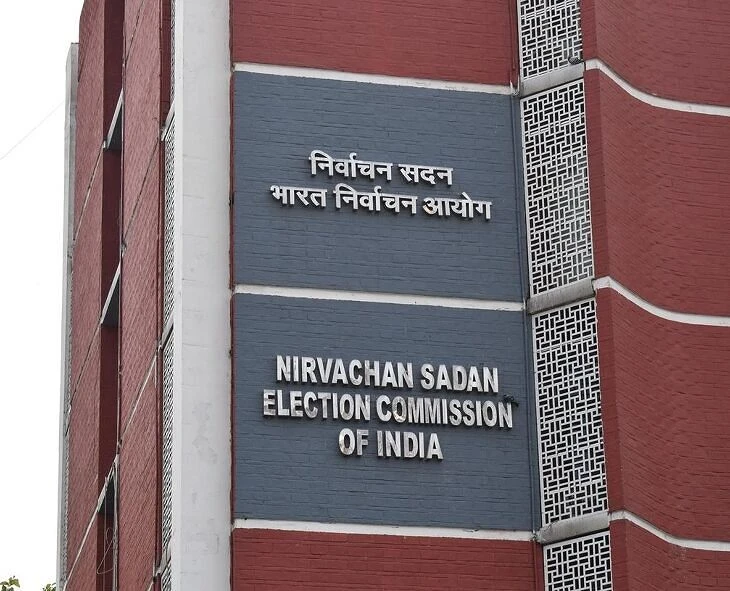 निर्वाचन सदन
भारत निर्वाचन आयोग
NIRVACHAN SADAN
ELECTION COMMISSION
OF INDIA